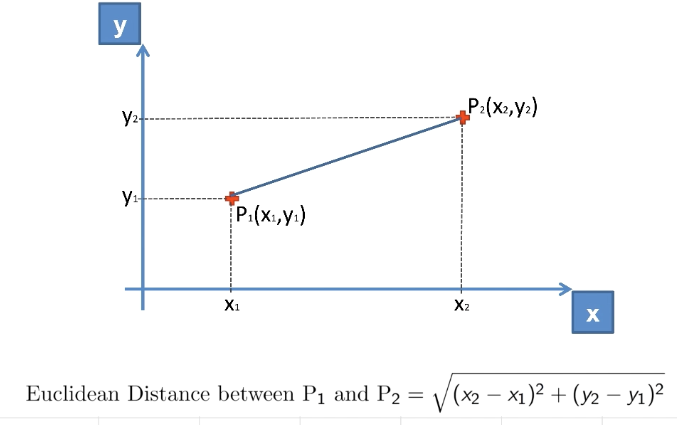 y
y₂
P₂(x₂,y₂)
y₁
P₁(x₁,y₁)
x₁
x₂
x
Euclidean Distance between P₁ and P₂ = √(x₂ − x₁)² + (y₂ − y₁)²